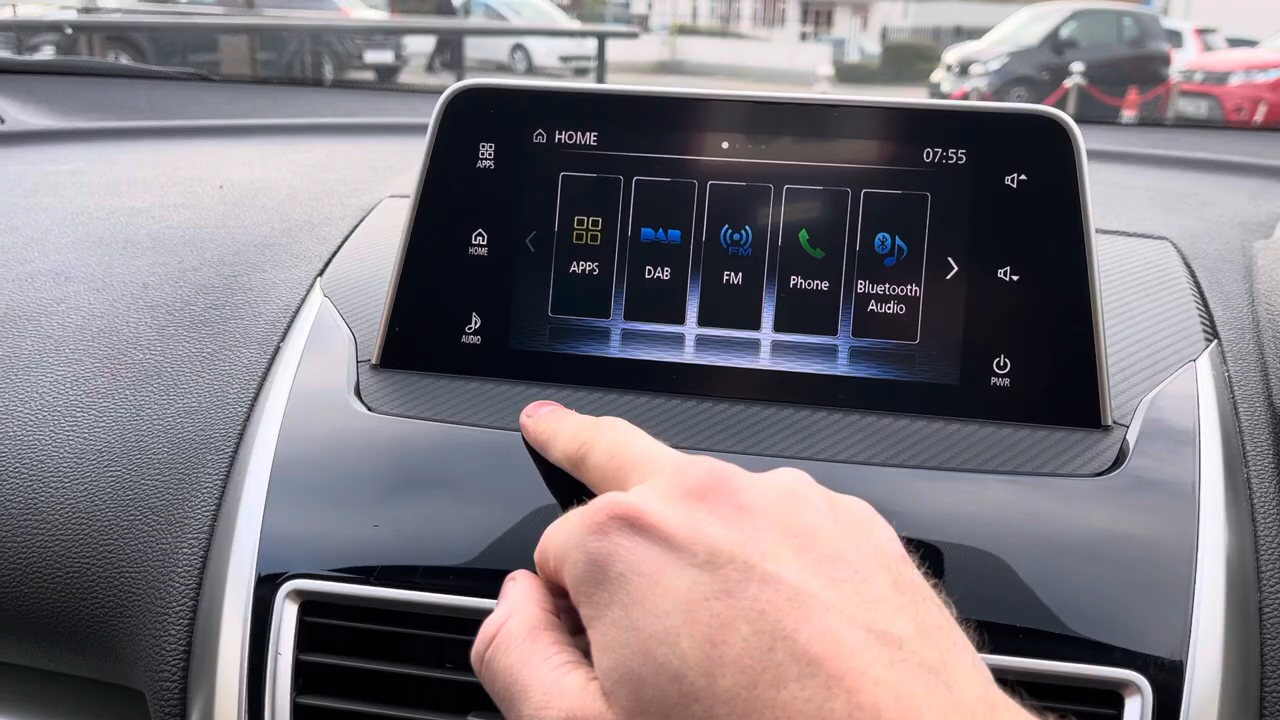 HOME
07:55
APPS
HOME
AUDIO
APPS
DAB
DAB
FM
FM
Phone
Bluetooth
Audio
PWR